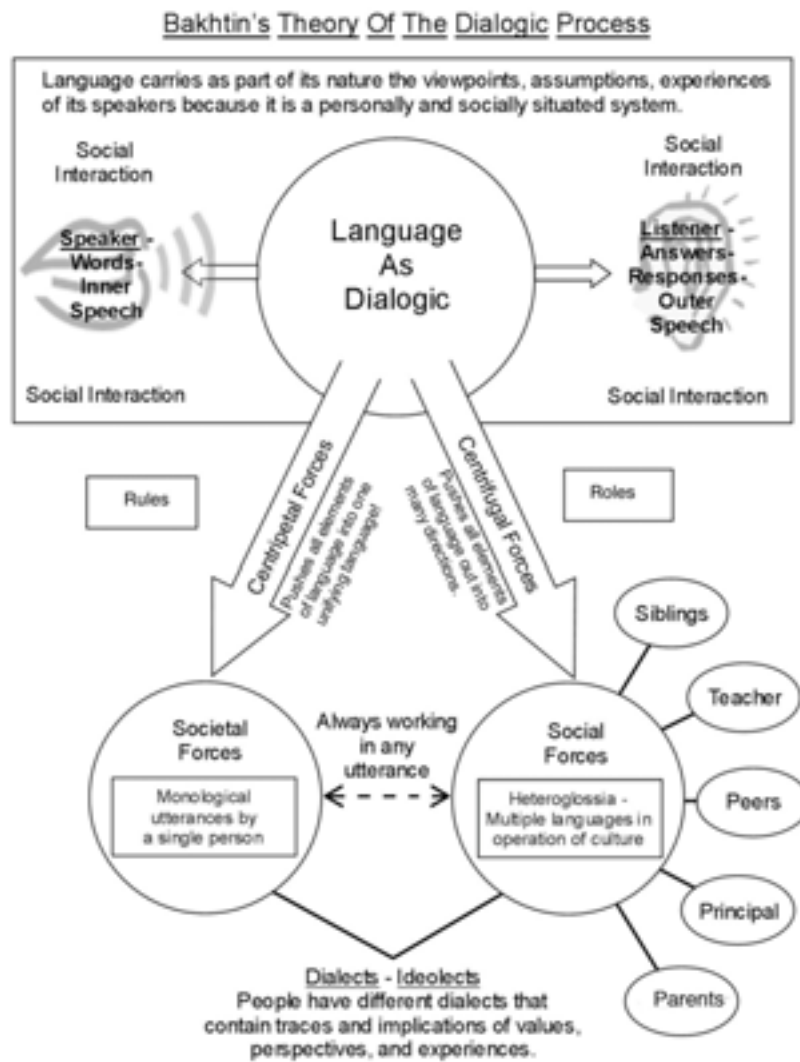 Bakhtin's Theory Of The Dialogic Process
Language carries as part of its nature the viewpoints, assumptions, experiences
of its speakers because it is a personally and socially situated system.
Social
Interaction
Speaker -
Words-
Inner
Speech
Social Interaction
Language
As
Dialogic
Social
Interaction
Listener -
Answers-
Responses-
Outer
Speech
Social Interaction
Rules
Centripetal Forces
Pushes all elements
of language into one
unifying language!
Centrifugal Forces
Pushes all elements
of language out into
many directions.
Roles
Societal
Forces
Monological
utterances by
a single person
Always working
in any
utterance
Social
Forces
Heteroglossia -
Multiple languages in
operation of culture
Siblings
Teacher
Peers
Principal
Parents
Dialects - Ideolects
People have different dialects that
contain traces and implications of values,
perspectives, and experiences.